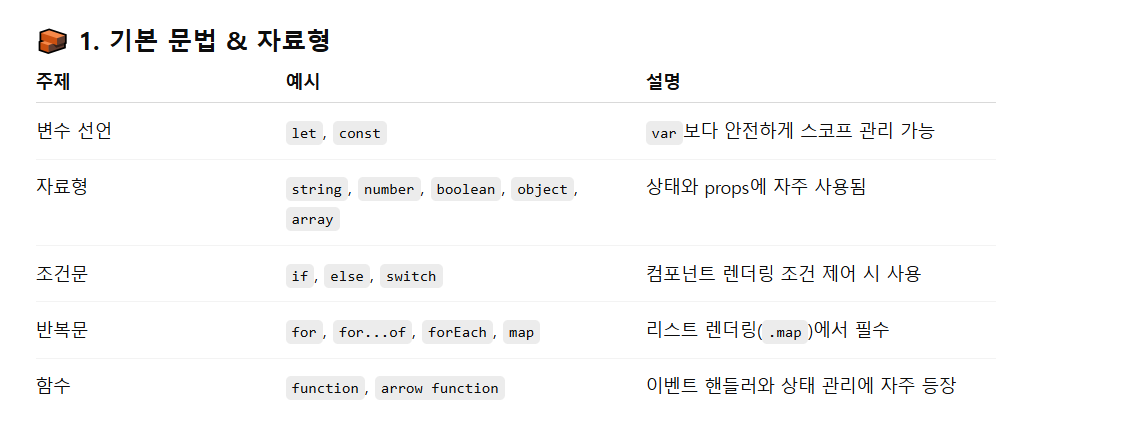 1. 기본 문법 & 자료형
주제 예시 설명
변수 선언 let, const var보다 안전하게 스코프 관리 가능
자료형 string, number, boolean, object, 상태와 props에 자주 사용됨
array
조건문 if, else, switch 컴포넌트 렌더링 조건 제어 시 사용
반복문 for, for...of, forEach, map 리스트 렌더링(.map)에서 필수
함수 function, arrow function 이벤트 핸들러와 상태 관리에 자주 등장